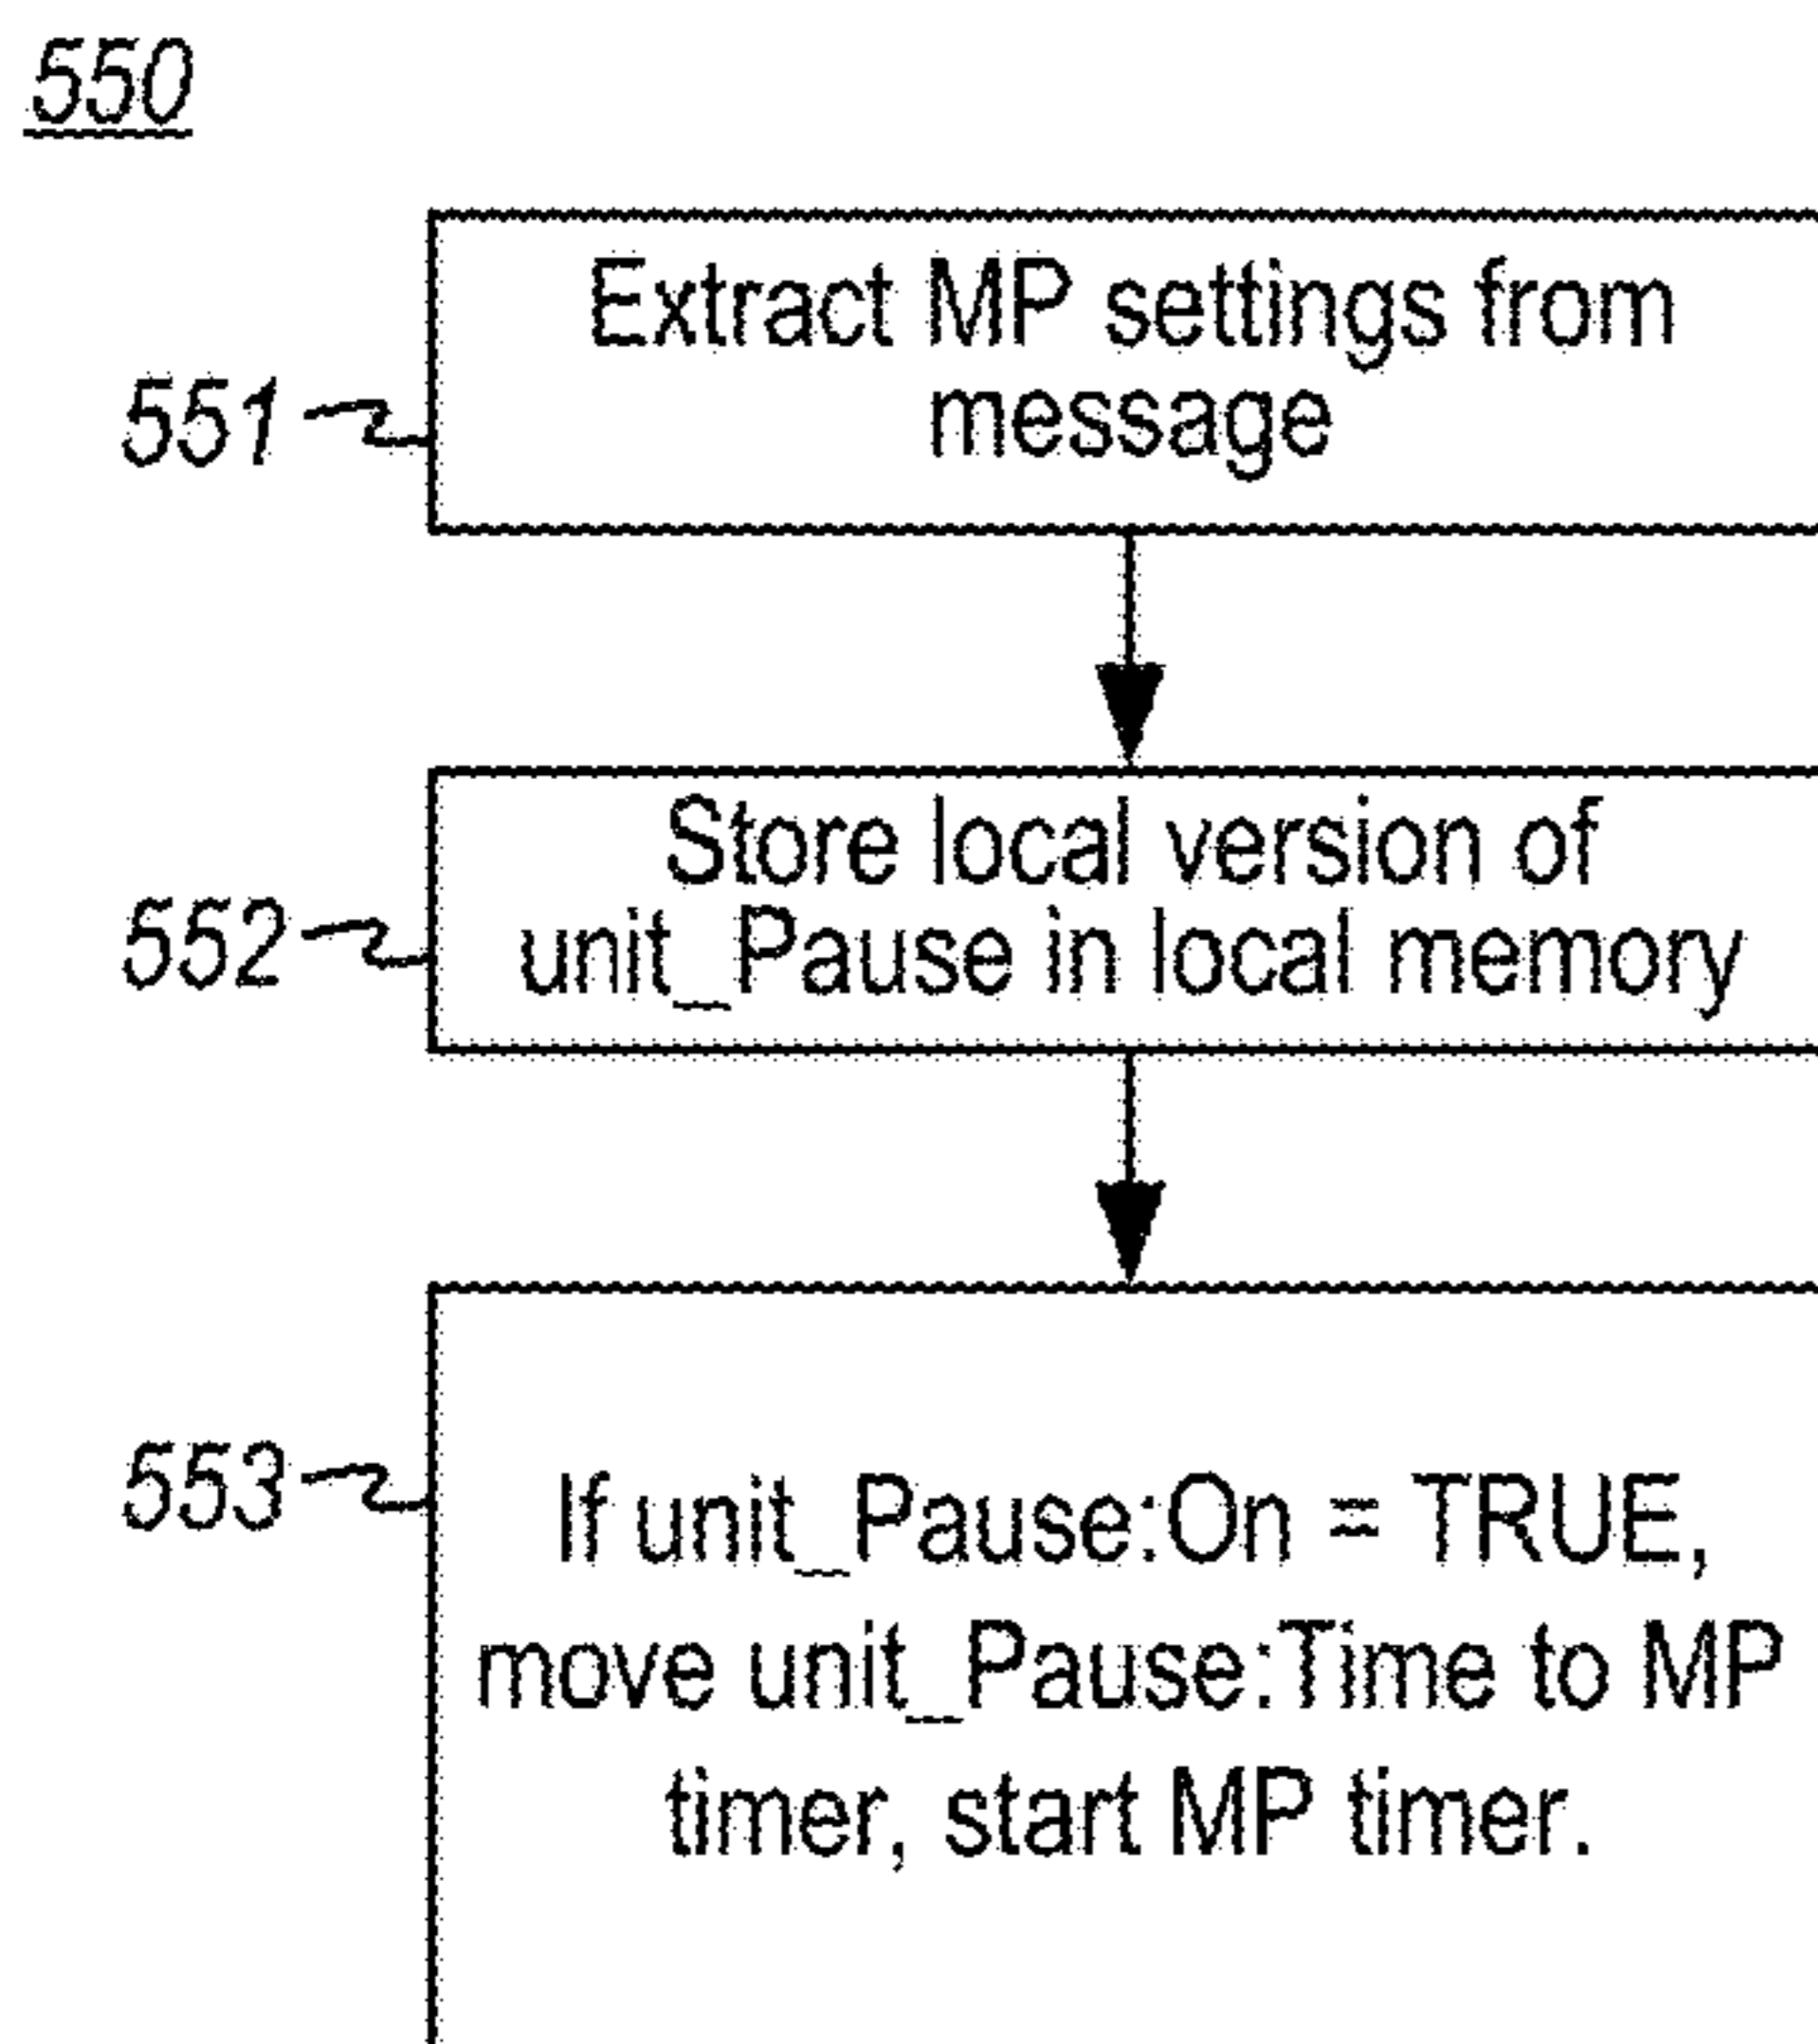 550
Extract MP settings from
message
551
Store local version of
unit_Pause in local memory
552
If unit_Pause:On = TRUE,
move unit_Pause:Time to MP
timer, start MP timer.
553